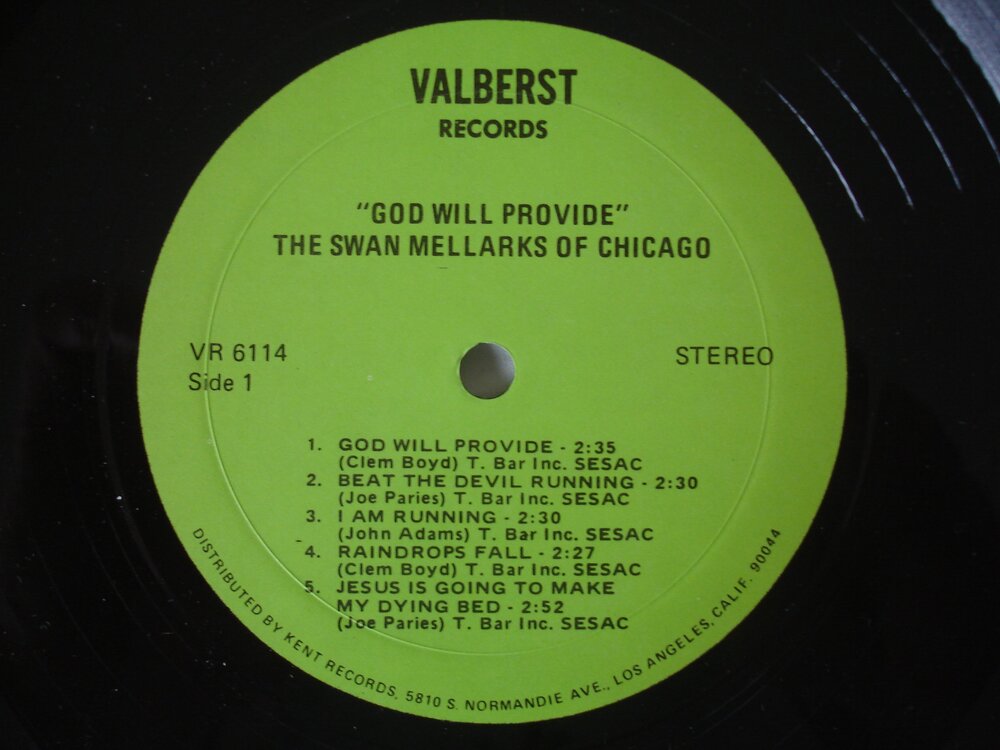 VALBERST
RECORDS
"GOD WILL PROVIDE"
THE SWAN MELLARKS OF CHICAGO
VR 6114
Side 1
STEREO
1. GOD WILL PROVIDE - 2:35
(Clem Boyd) T. Bar Inc. SESAC
2. BEAT THE DEVIL RUNNING - 2:30
(Joe Paries) T. Bar Inc. SESAC
3. I AM RUNNING - 2:30
(John Adams) T. Bar Inc. SESAC
4. RAINDROPS FALL - 2:27
(Clem Boyd) T. Bar Inc. SESAC
5. JESUS IS GOING TO MAKE
MY DYING BED - 2:52
(Joe Paries) T. Bar Inc. SESAC
DISTRIBUTED BY KENT RECORDS, 5810 S. NORMANDIE AVE., LOS ANGELES, CALIF. 90044